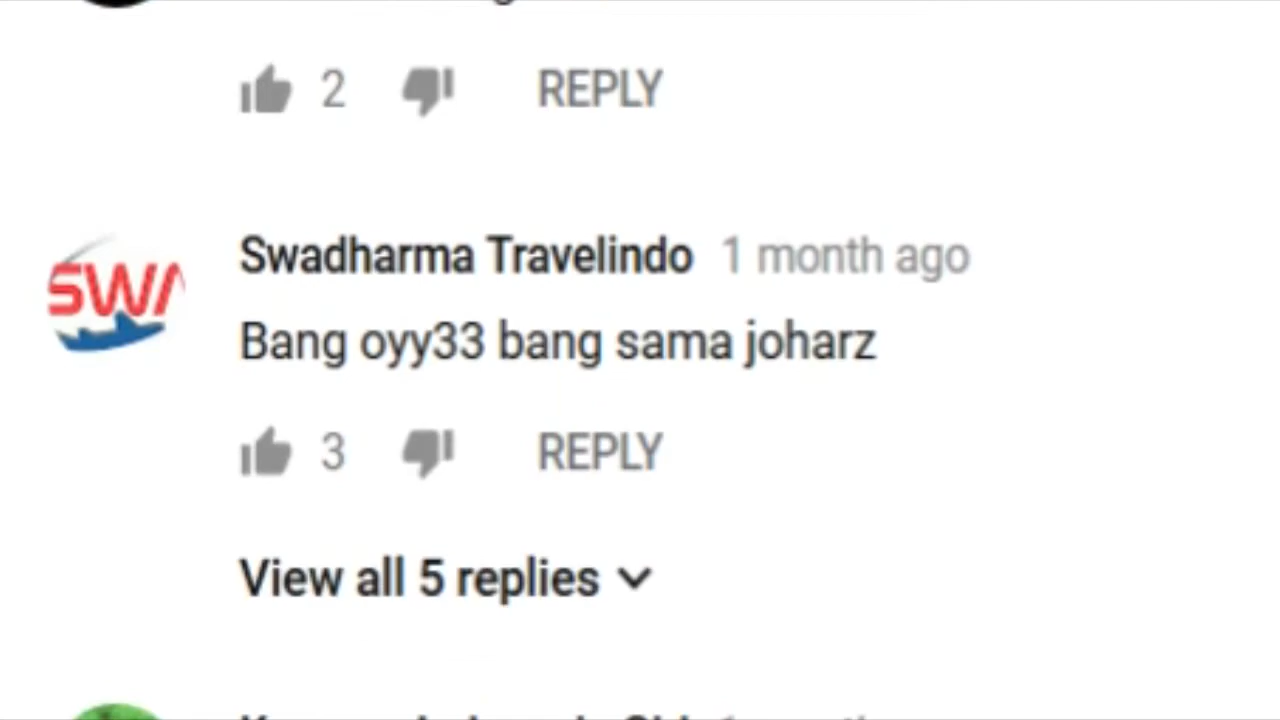 2 REPLY
Swadharma Travelindo 1 month ago
SWA
Bang oyy33 bang sama joharz
3 REPLY
View all 5 replies